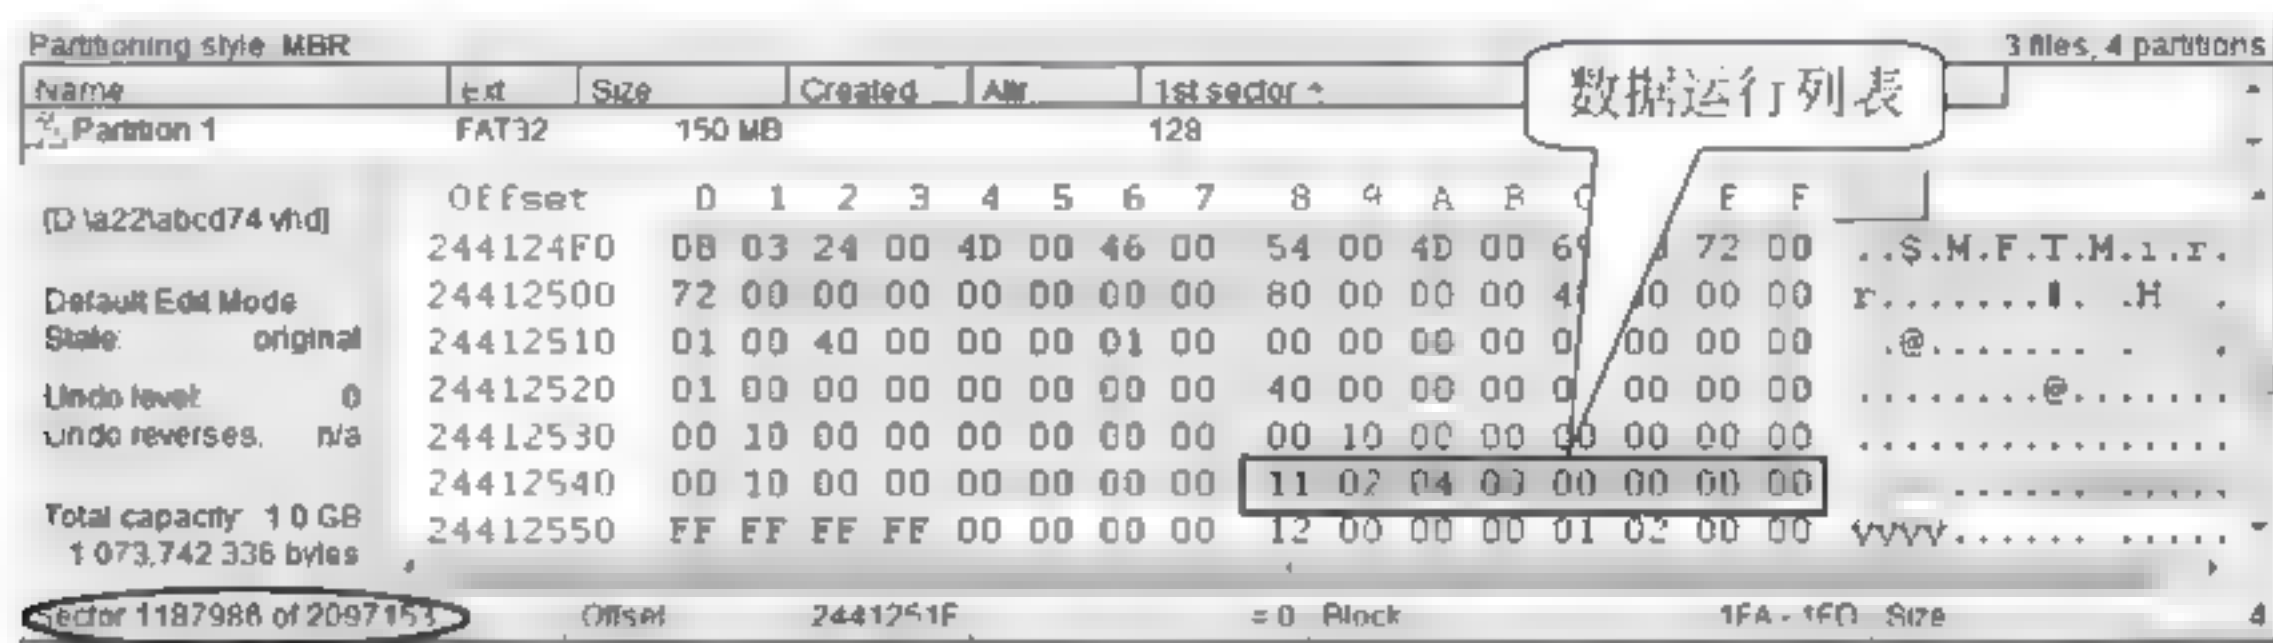 Partitioning style MBR 3 files, 4 partitions
Name Ext Size Created Attr. 1st sector
数据运行列表
Partition 1 FAT32 150 MB 128
Offset 0 1 2 3 4 5 6 7 8 9 A B C E F
[D \a22\abcd74 vhd]
244124F0 08 03 24 00 4D 00 46 00 54 00 4D 00 69 72 00 ..$.M.F.T.M.i.r.
Default Edit Mode
24412500 72 00 00 00 00 00 00 00 80 00 00 00 48 00 00 00
State: original
24412510 01 00 40 00 00 00 01 00 00 00 00 00 00 00 00
24412520 01 00 00 00 00 00 00 00 40 00 00 00 00 00 00
Undo level: 0
24412530 00 10 00 00 00 00 00 00 00 10 00 00 00 00 00 00
Undo reverses: n/a
24412540 00 10 00 00 00 00 00 00 11 02 04 00 00 00 00 00
Total capacity: 1 0 GB
24412550 FF FF FF FF 00 00 00 00 12 00 00 00 01 02 00 00
1 073,742 336 bytes
Sector 1187986 of 2097153 Offset 2441251F = 0 Block 1FA - 1FD Size 4